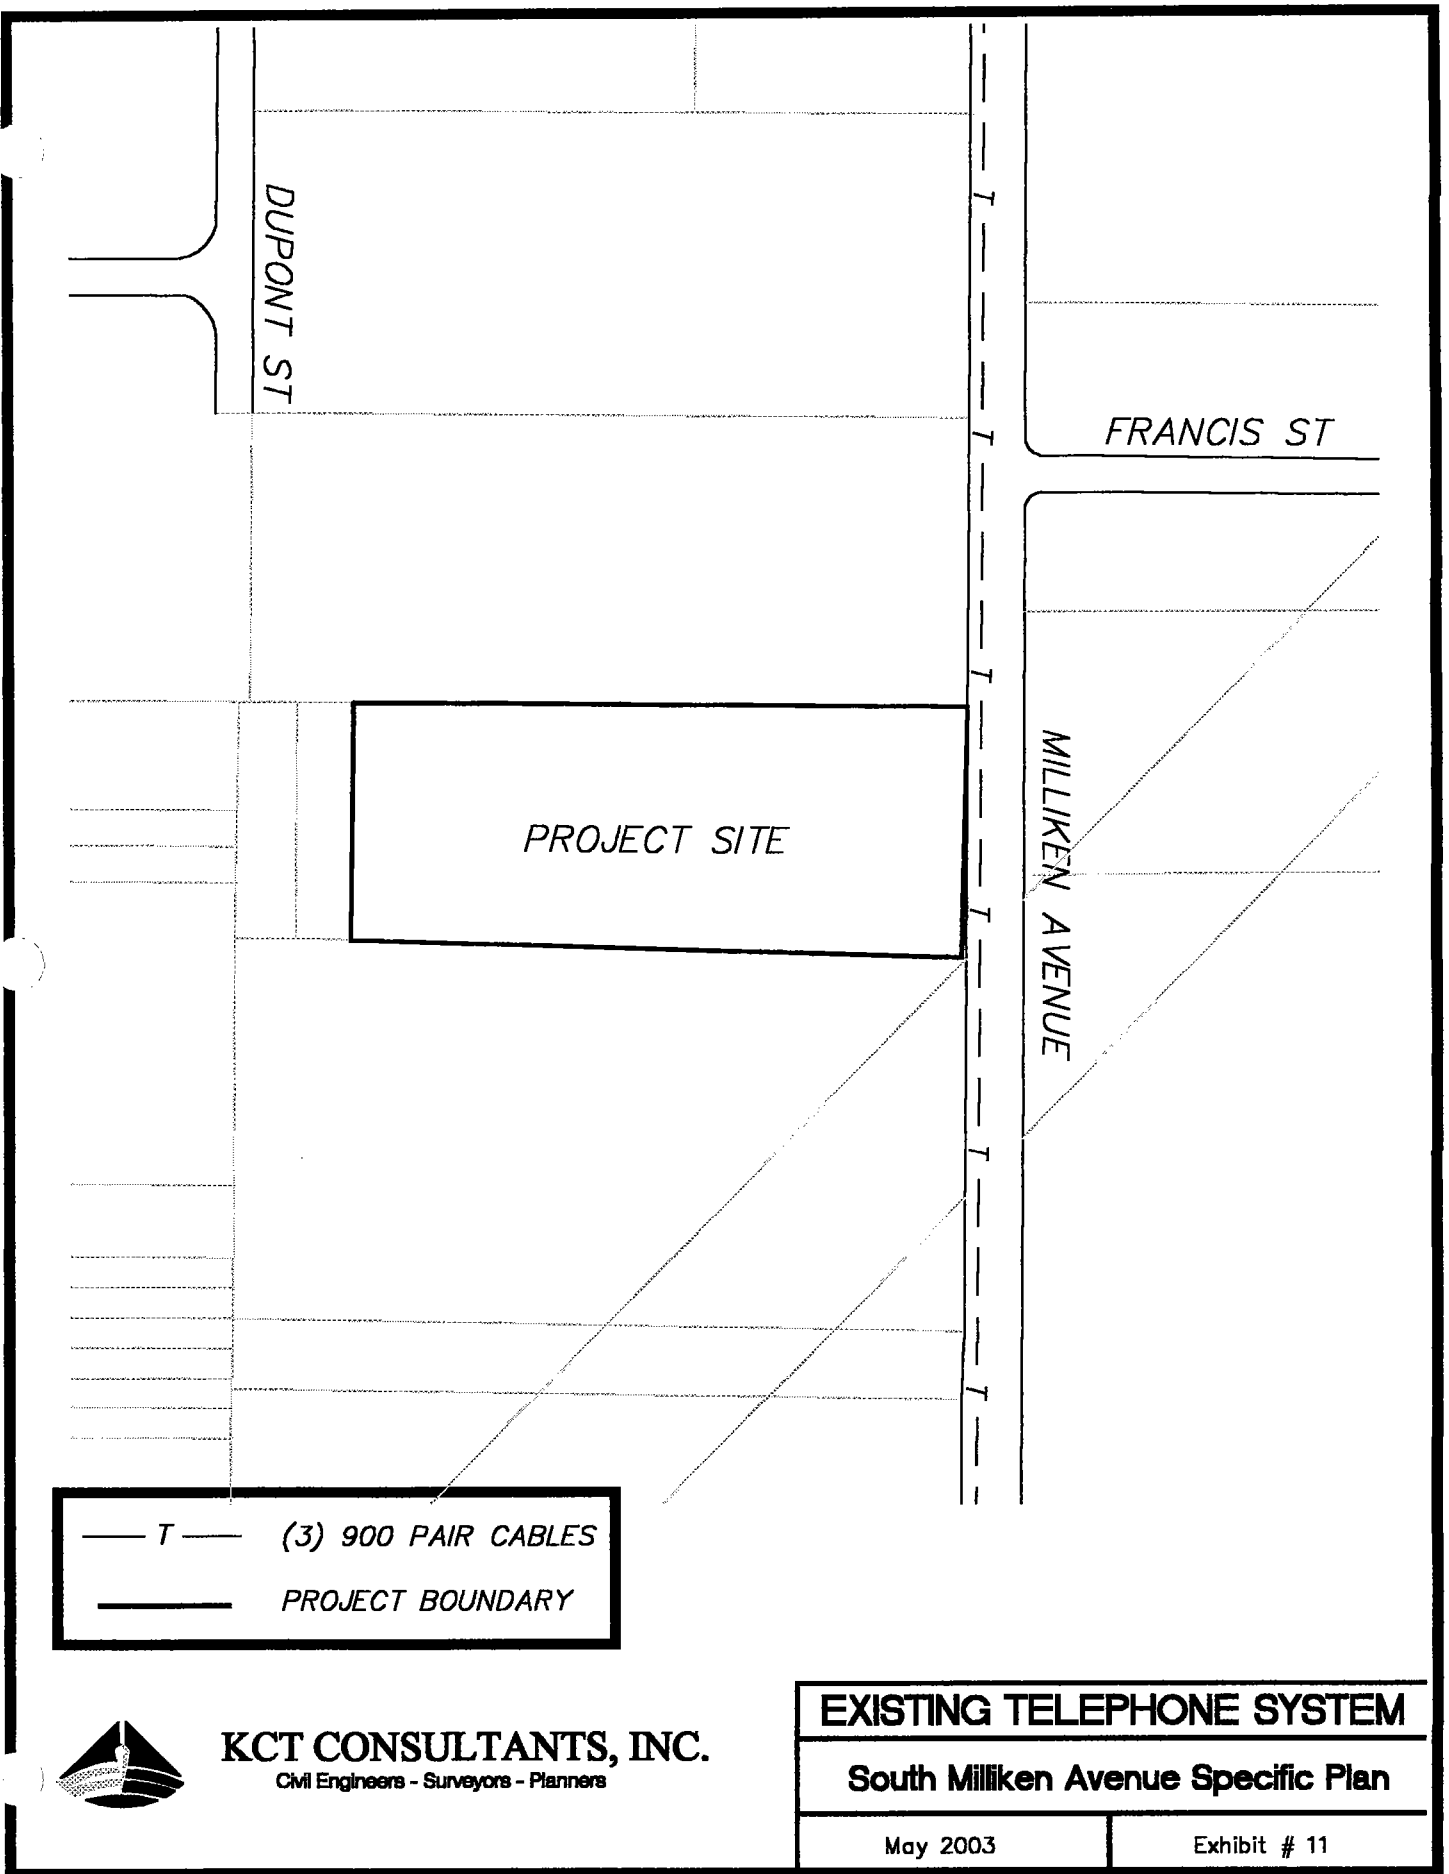 DUPONT ST
T
T
FRANCIS ST
T
MILLIKEN AVENUE
PROJECT SITE
T
T
T
T (3) 900 PAIR CABLES
PROJECT BOUNDARY
KCT CONSULTANTS, INC.
Civil Engineers - Surveyors - Planners
EXISTING TELEPHONE SYSTEM
South Milliken Avenue Specific Plan
May 2003
Exhibit # 11